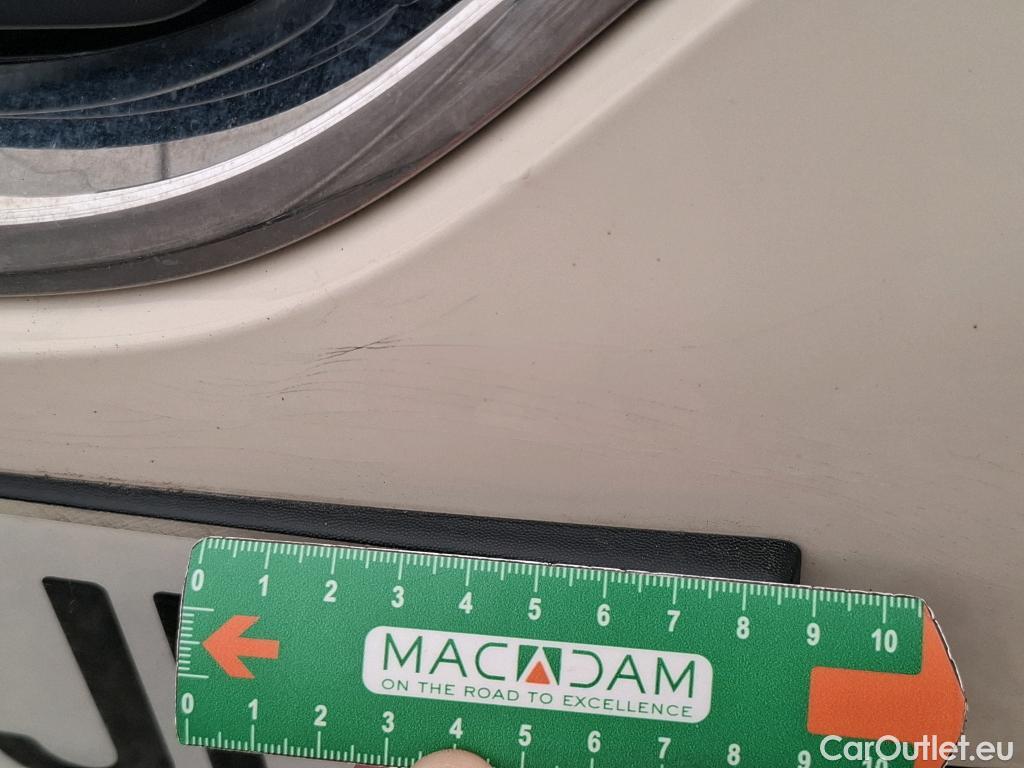 0 1 2 3 4 5 6 7 8 9 10
MACADAM
ON THE ROAD TO EXCELLENCE
0 1 2 3 4 5 6 7 8 9 10
CarOutlet.eu